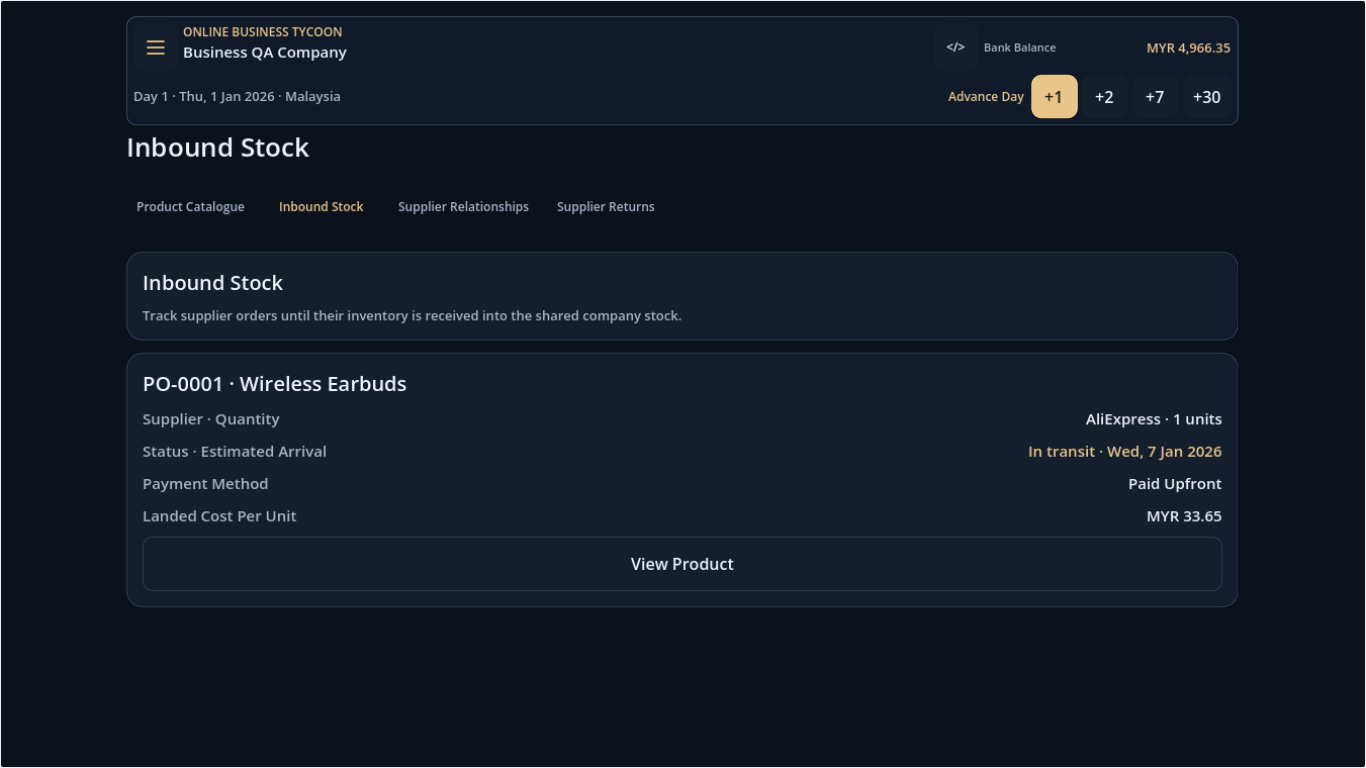 ONLINE BUSINESS TYCOON
Business QA Company
</> Bank Balance MYR 4,966.35
Day 1 · Thu, 1 Jan 2026 · Malaysia
Advance Day +1 +2 +7 +30
Inbound Stock
Product Catalogue Inbound Stock Supplier Relationships Supplier Returns
Inbound Stock
Track supplier orders until their inventory is received into the shared company stock.
PO-0001 · Wireless Earbuds
Supplier · Quantity AliExpress · 1 units
Status · Estimated Arrival In transit · Wed, 7 Jan 2026
Payment Method Paid Upfront
Landed Cost Per Unit MYR 33.65
View Product